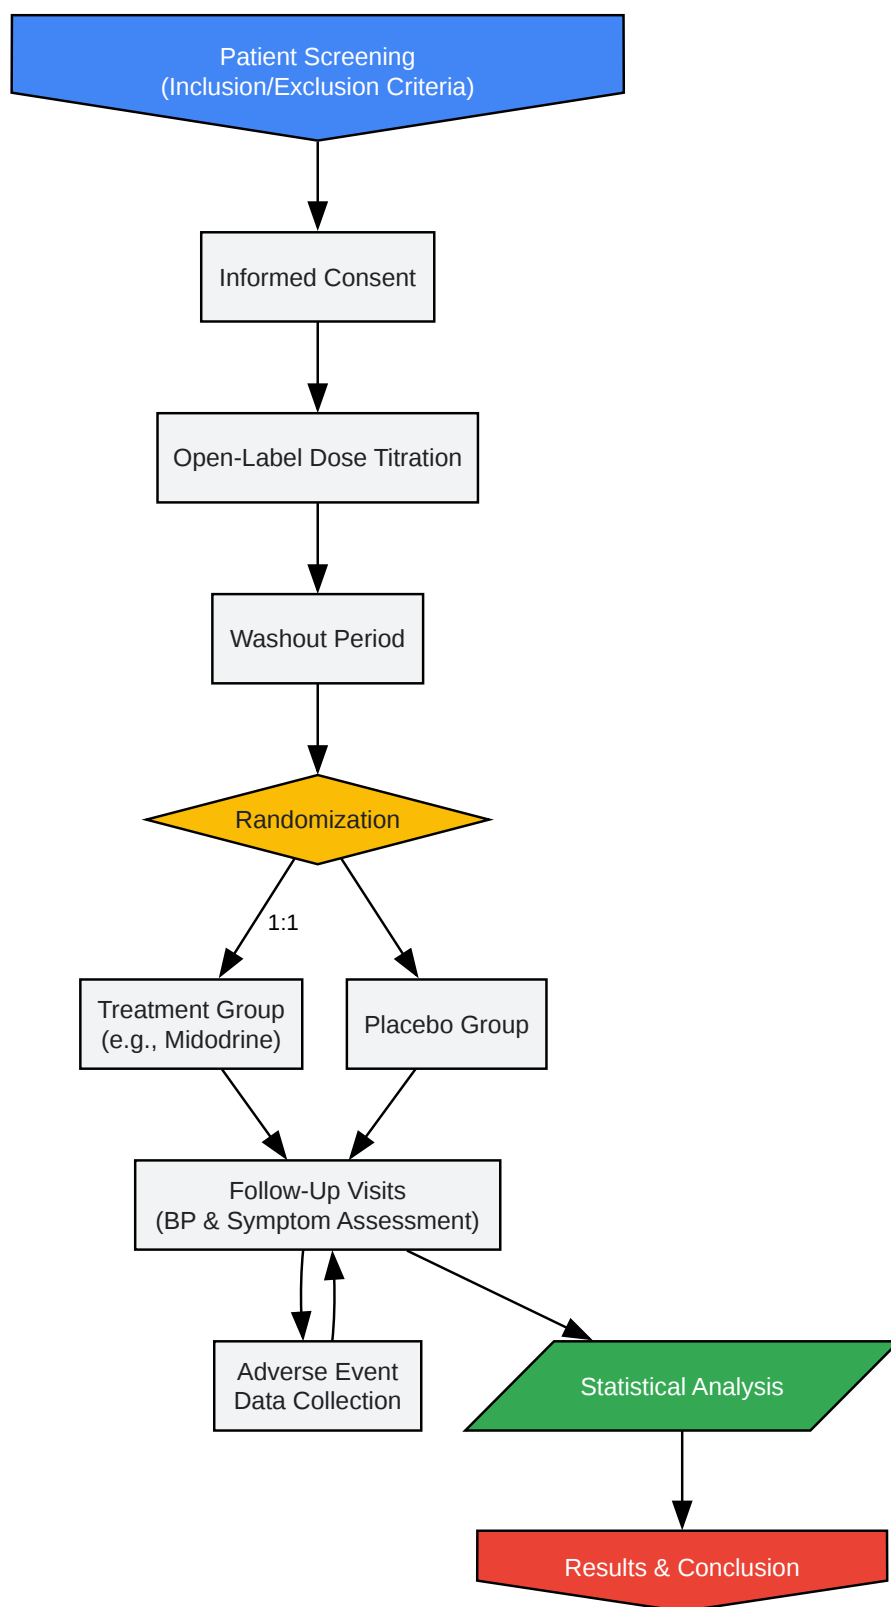 Patient Screening
(Inclusion/Exclusion Criteria)
Informed Consent
Open-Label Dose Titration
Washout Period
Randomization
1:1
Treatment Group
(e.g., Midodrine)
Placebo Group
Follow-Up Visits
(BP & Symptom Assessment)
Adverse Event
Data Collection
Statistical Analysis
Results & Conclusion